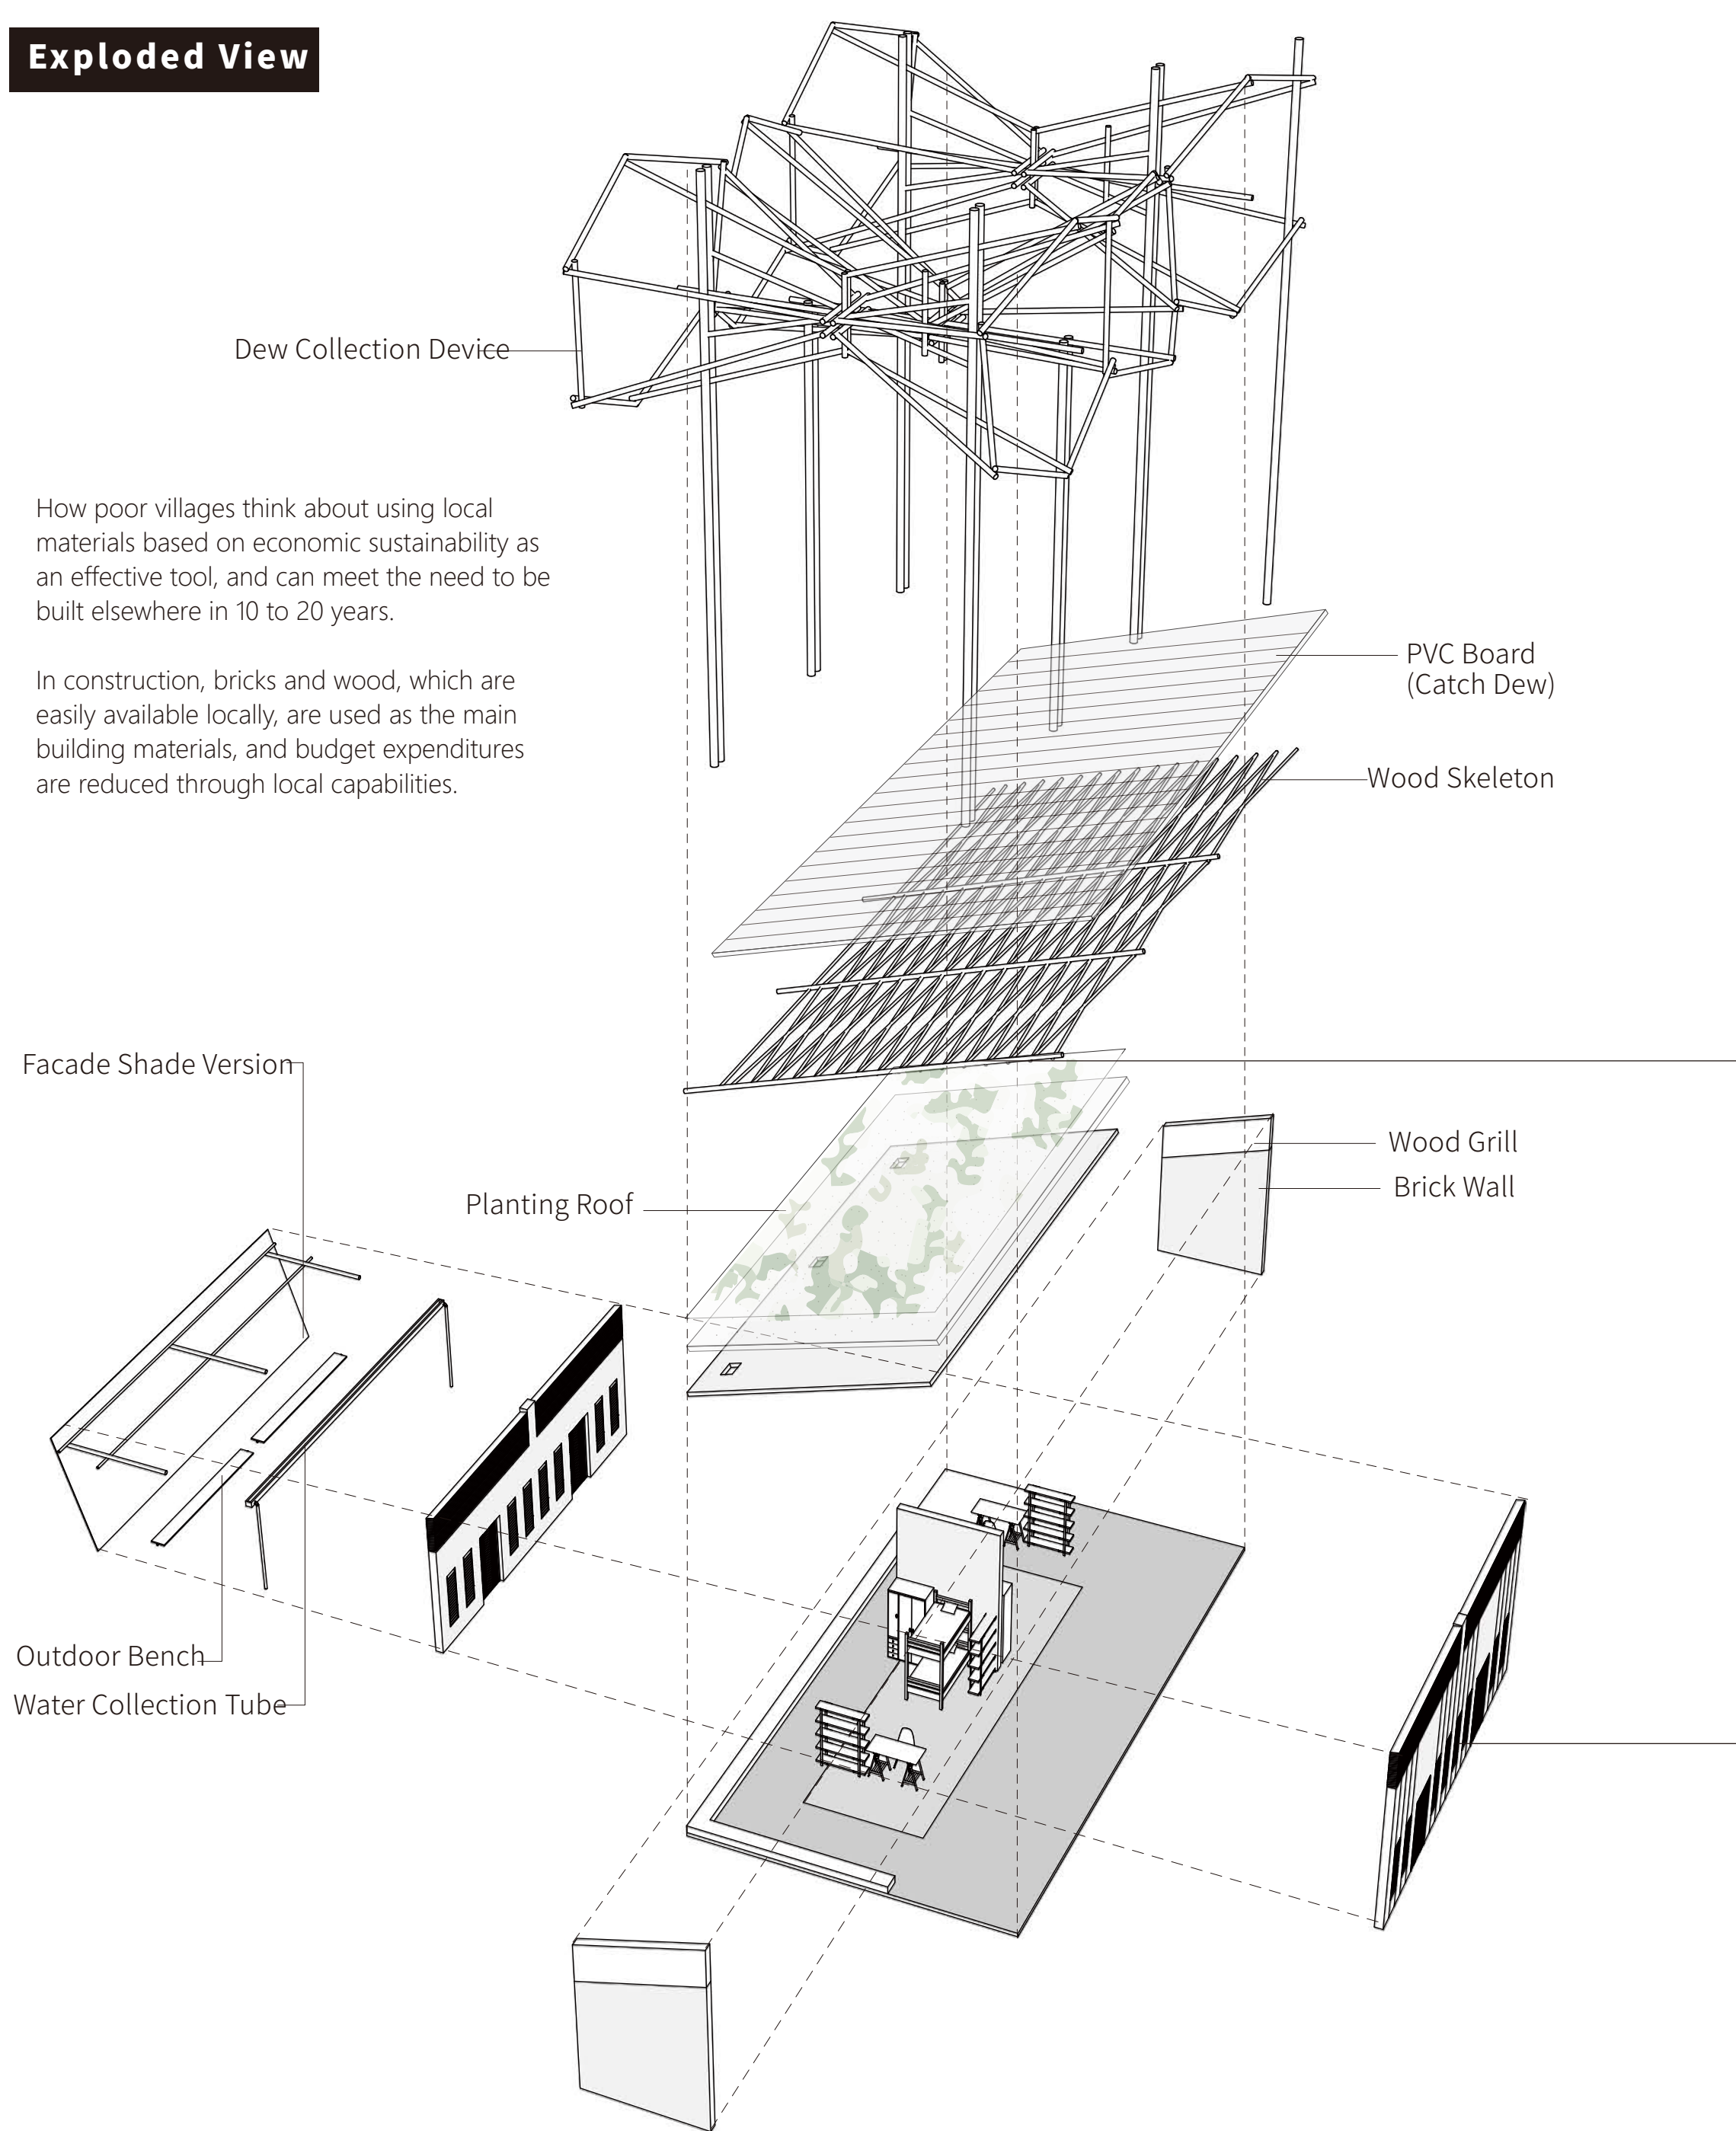 Exploded View
Dew Collection Device
How poor villages think about using local
materials based on economic sustainability as
an effective tool, and can meet the need to be
built elsewhere in 10 to 20 years.
In construction, bricks and wood, which are
easily available locally, are used as the main
building materials, and budget expenditures
are reduced through local capabilities.
PVC Board
(Catch Dew)
Wood Skeleton
Facade Shade Version
Wood Grill
Brick Wall
Planting Roof
Outdoor Bench
Water Collection Tube